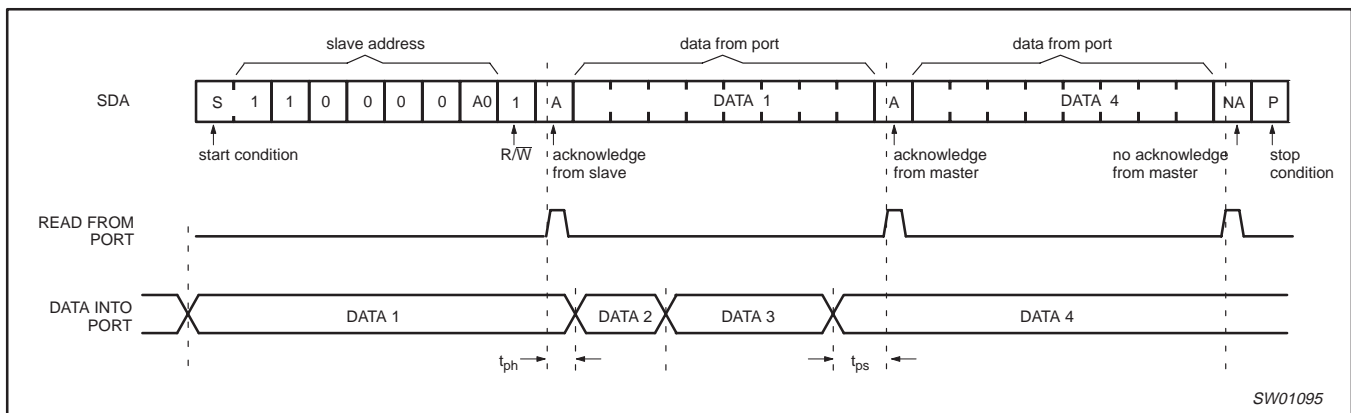 slave address
data from port
data from port
SDA
S 1 1 0 0 0 0 A0 1 A DATA 1 A DATA 4 NA P
start condition
R/W̅
acknowledge
from slave
acknowledge
from master
no acknowledge
from master
stop
condition
READ FROM
PORT
DATA INTO
PORT
DATA 1
DATA 2
DATA 3
DATA 4
tph
tps
SW01095